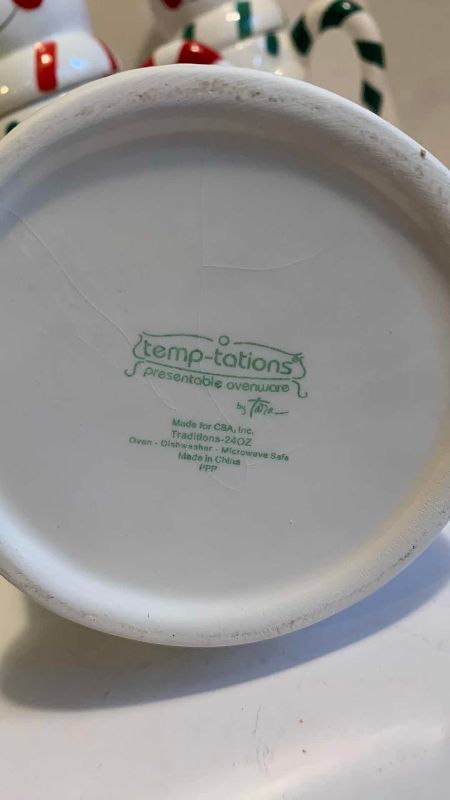 temp-tations®
presentable ovenware
by Tara
Made for CSA, Inc.
Traditions-24OZ
Oven - Dishwasher - Microwave Safe
Made in China
PPP